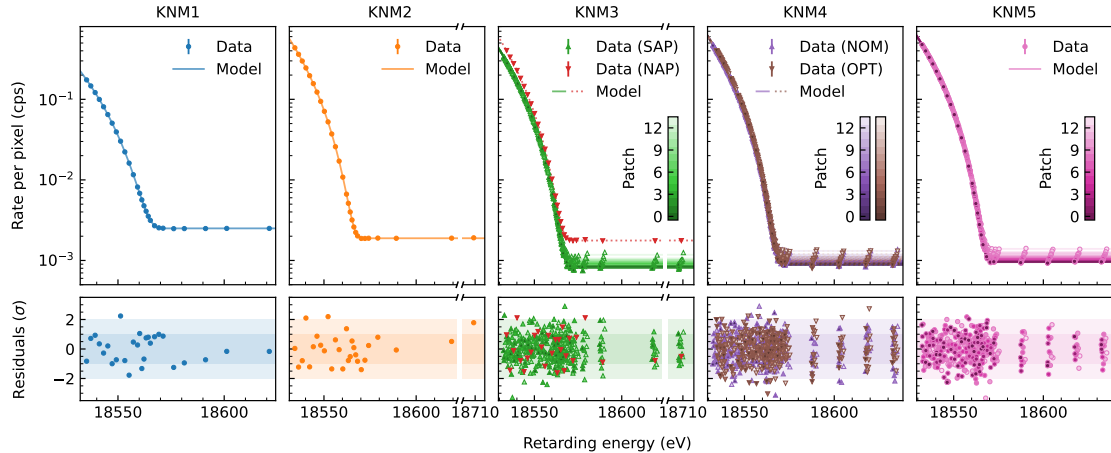 KNM1 KNM2 KNM3 KNM4 KNM5
Rate per pixel (cps)
10⁻¹
10⁻²
10⁻³
Data
Model
Data
Model
Data (SAP)
Data (NAP)
Model
Patch
12
9
6
3
0
Data (NOM)
Data (OPT)
Model
Patch
12
9
6
3
0
Data
Model
Patch
12
9
6
3
0
Residuals (σ)
2
0
−2
18550 18600 18550 18600 18710 18550 18600 18710 18550 18600 18550 18600
Retarding energy (eV)